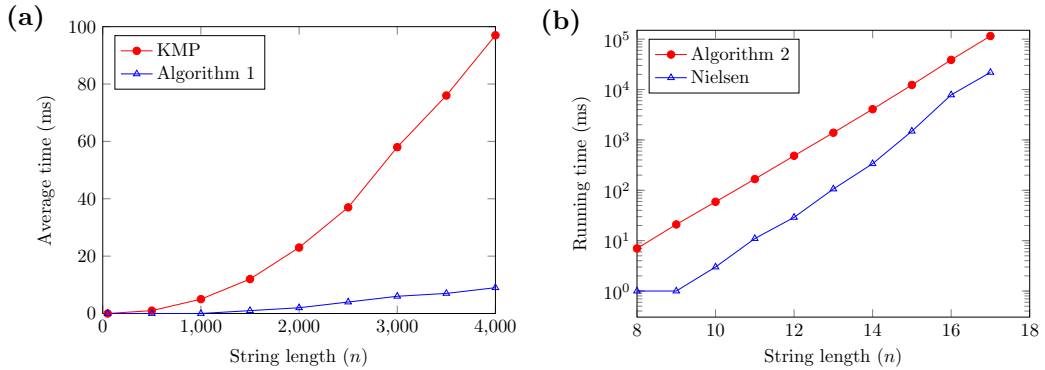 (a)
100
80
60
40
20
0
KMP
Algorithm 1
Average time (ms)
0
1,000
2,000
3,000
4,000
String length (n)
(b)
10^5
10^4
10^3
10^2
10^1
10^0
Algorithm 2
Nielsen
Running time (ms)
8
10
12
14
16
18
String length (n)